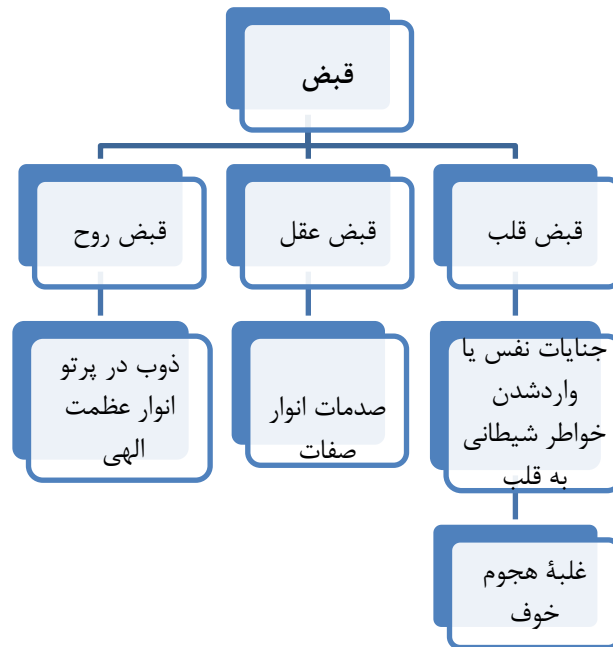 قبض
قبض قلب
قبض عقل
قبض روح
جنایات نفس یا
واردشدن
خواطر شیطانی
به قلب
صدمات انوار
صفات
ذوب در پرتو
انوار عظمت
الهی
غلبهٔ هجوم
خوف